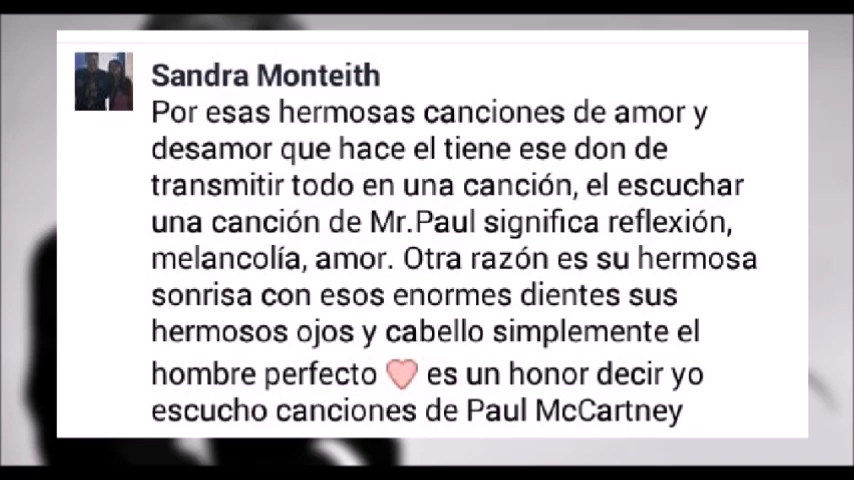 Sandra Monteith
Por esas hermosas canciones de amor y
desamor que hace el tiene ese don de
transmitir todo en una canción, el escuchar
una canción de Mr.Paul significa reflexión,
melancolía, amor. Otra razón es su hermosa
sonrisa con esos enormes dientes sus
hermosos ojos y cabello simplemente el
hombre perfecto ❤ es un honor decir yo
escucho canciones de Paul McCartney